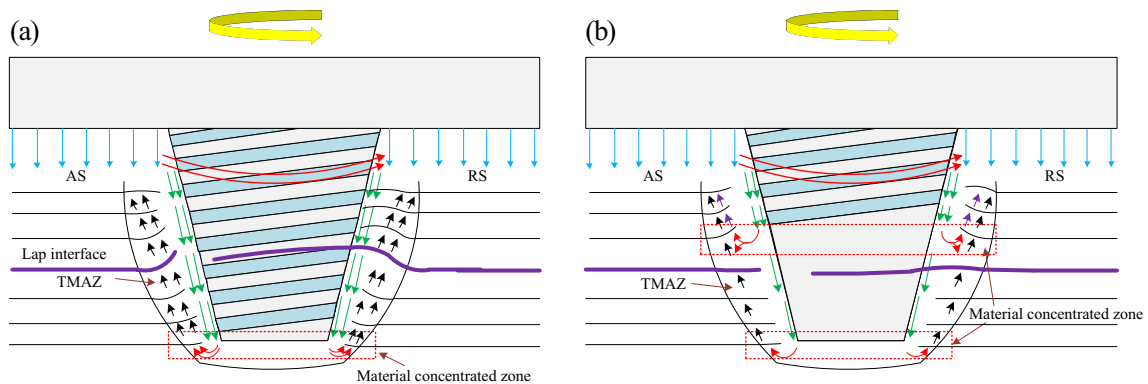 (a)
AS
RS
Lap interface
TMAZ
Material concentrated zone
(b)
AS
RS
TMAZ
Material concentrated zone